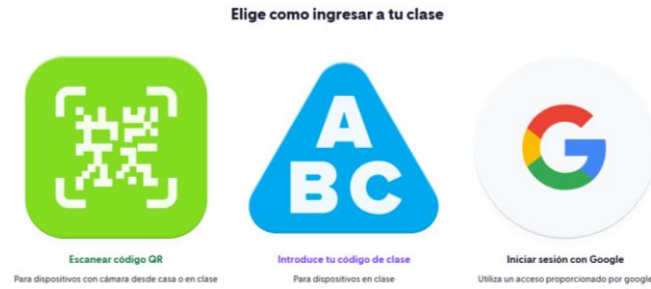 Elige como ingresar a tu clase
A
B C
G
Escanear código QR
Introduce tu código de clase
Iniciar sesión con Google
Para dispositivos con cámara desde casa o en clase
Para dispositivos en clase
Utiliza un acceso proporcionado por google